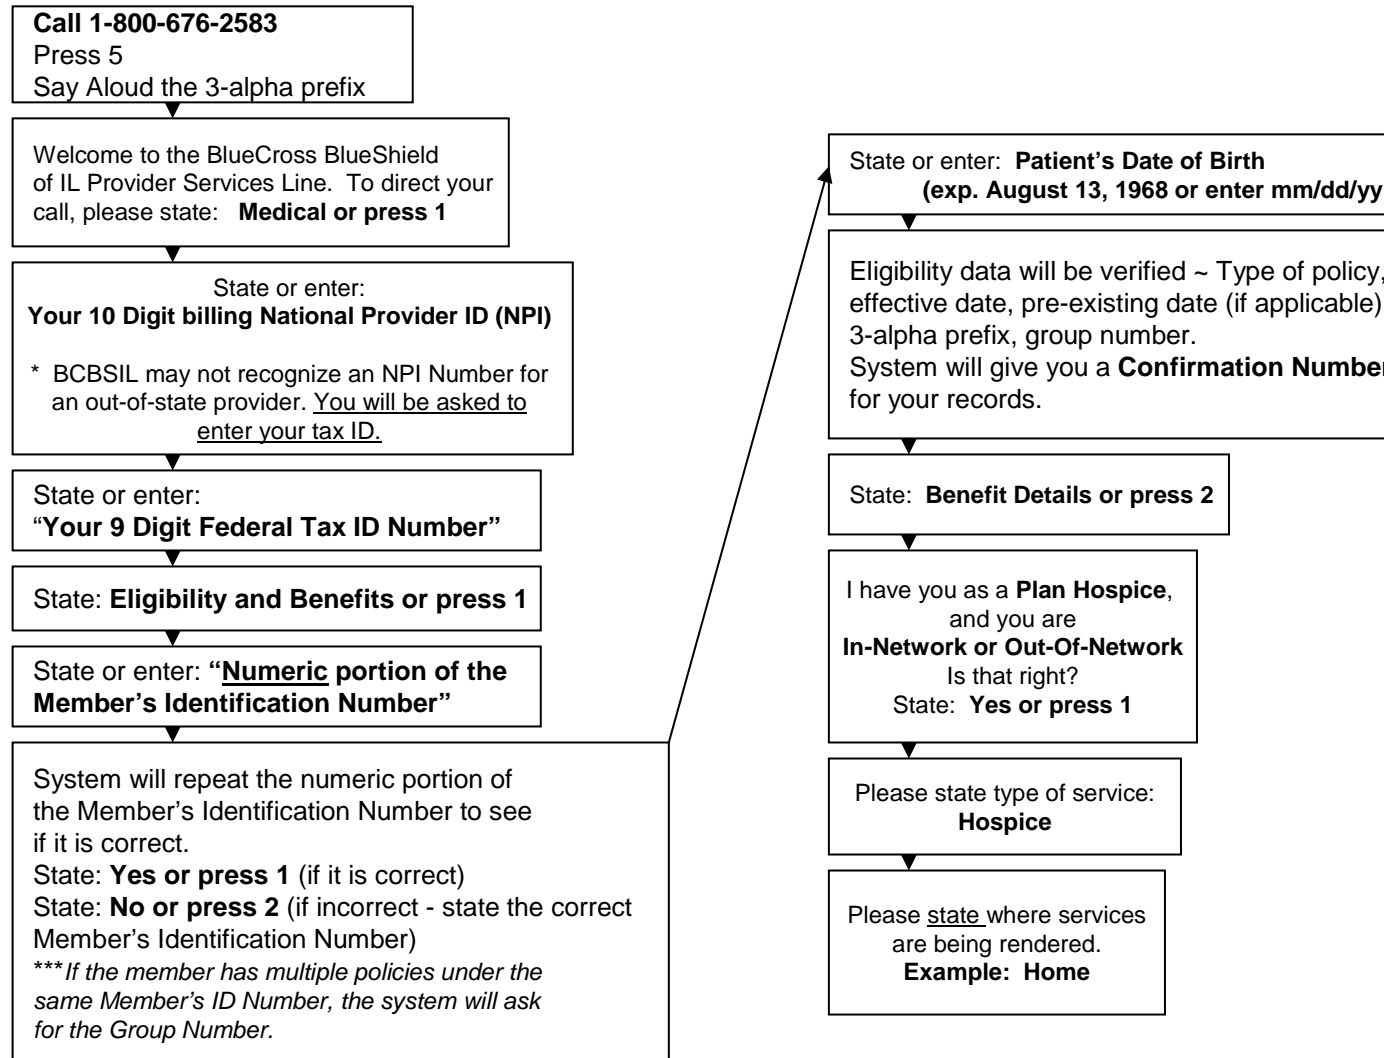 Call 1-800-676-2583
Press 5
Say Aloud the 3-alpha prefix
Welcome to the BlueCross BlueShield
of IL Provider Services Line.  To direct your
call, please state:   Medical or press 1
State or enter:
Your 10 Digit billing National Provider ID (NPI)
*  BCBSIL may not recognize an NPI Number for
an out-of-state provider. You will be asked to
enter your tax ID.
State or enter:
“Your 9 Digit Federal Tax ID Number”
State: Eligibility and Benefits or press 1
State or enter: “Numeric portion of the
Member’s Identification Number”
System will repeat the numeric portion of
the Member’s Identification Number to see
if it is correct.
State: Yes or press 1 (if it is correct)
State: No or press 2 (if incorrect - state the correct
Member’s Identification Number)
***If the member has multiple policies under the
same Member’s ID Number, the system will ask
for the Group Number.
State or enter:  Patient’s Date of Birth
(exp. August 13, 1968 or enter mm/dd/yy
Eligibility data will be verified ~ Type of policy,
effective date, pre-existing date (if applicable)
3-alpha prefix, group number.
System will give you a Confirmation Number
for your records.
State:  Benefit Details or press 2
I have you as a Plan Hospice,
and you are
In-Network or Out-Of-Network
Is that right?
State:  Yes or press 1
Please state type of service:
Hospice
Please state where services
are being rendered.
Example:  Home